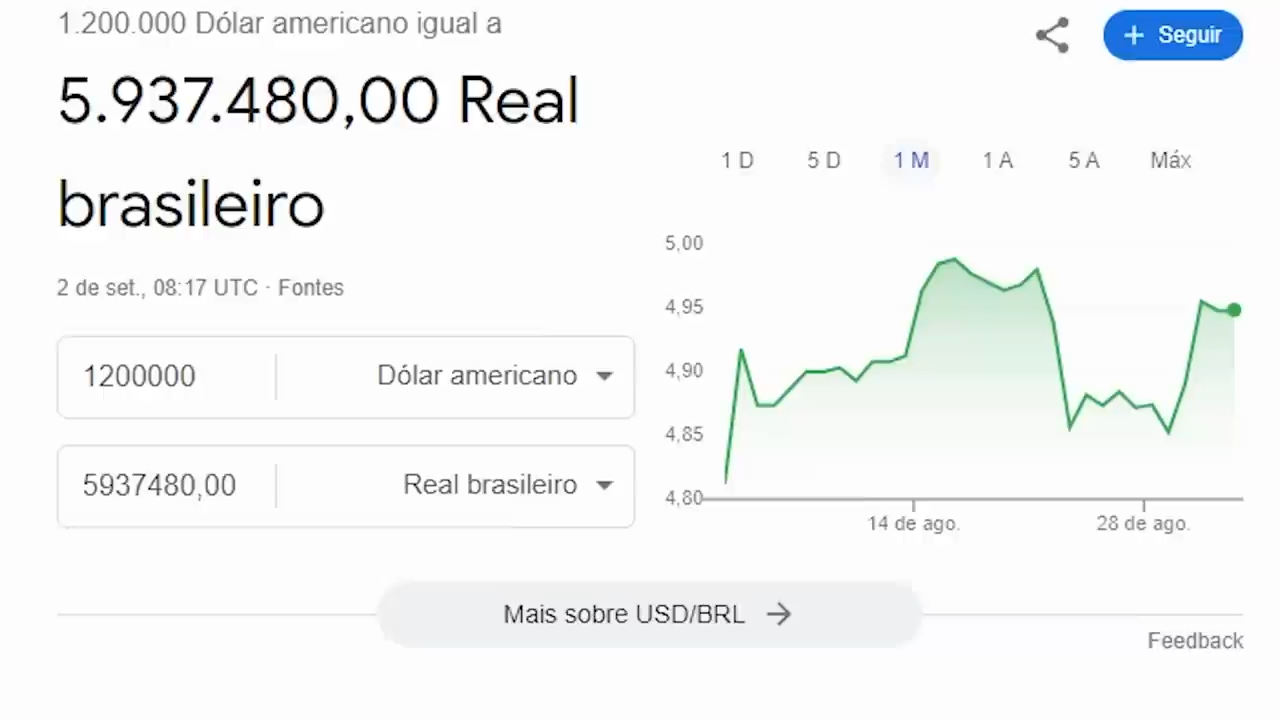 1.200.000 Dólar americano igual a
5.937.480,00 Real
brasileiro
2 de set., 08:17 UTC · Fontes
1200000 Dólar americano
5937480,00 Real brasileiro
Seguir
1 D 5 D 1 M 1 A 5 A Máx
5,00
4,95
4,90
4,85
4,80
14 de ago. 28 de ago.
Mais sobre USD/BRL
Feedback